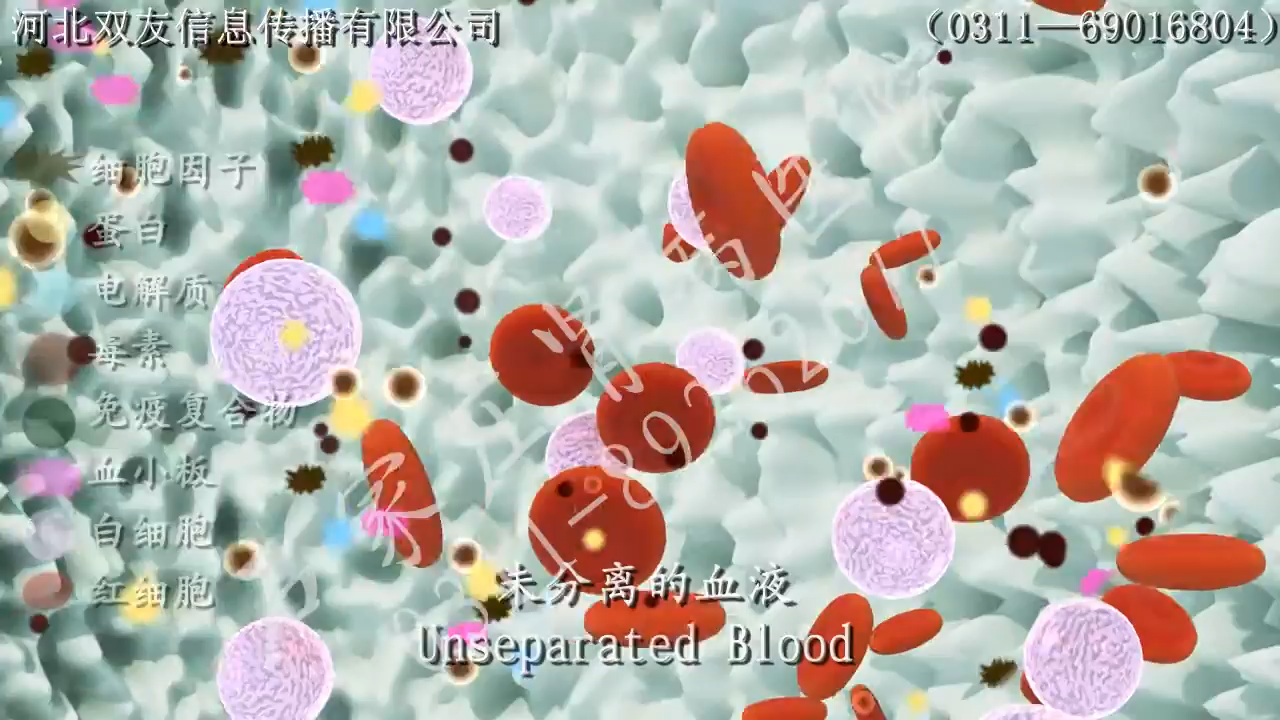 河北双友信息传播有限公司
（0311—69016804）
细胞因子
蛋白
电解质
毒素
免疫复合物
血小板
白细胞
红细胞
未分离的血液
Unseparated Blood